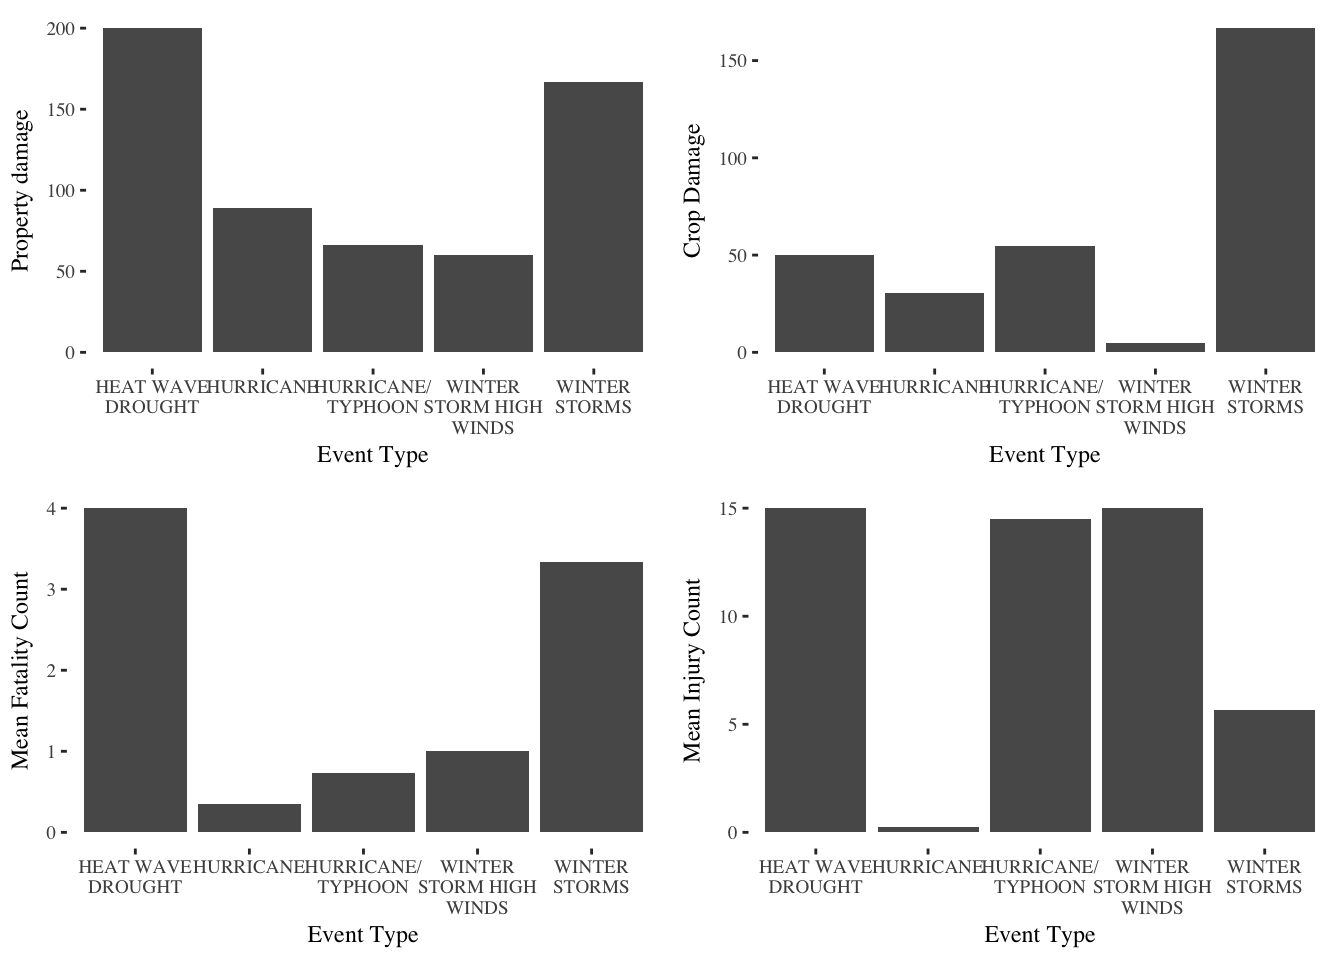 Property damage
200
150
100
50
0
HEAT WAVE DROUGHT
HURRICANE
HURRICANE/ TYPHOON
WINTER STORM HIGH WINDS
WINTER STORMS
Event Type
Crop Damage
150
100
50
0
HEAT WAVE DROUGHT
HURRICANE
HURRICANE/ TYPHOON
WINTER STORM HIGH WINDS
WINTER STORMS
Event Type
Mean Fatality Count
4
3
2
1
0
HEAT WAVE DROUGHT
HURRICANE
HURRICANE/ TYPHOON
WINTER STORM HIGH WINDS
WINTER STORMS
Event Type
Mean Injury Count
15
10
5
0
HEAT WAVE DROUGHT
HURRICANE
HURRICANE/ TYPHOON
WINTER STORM HIGH WINDS
WINTER STORMS
Event Type